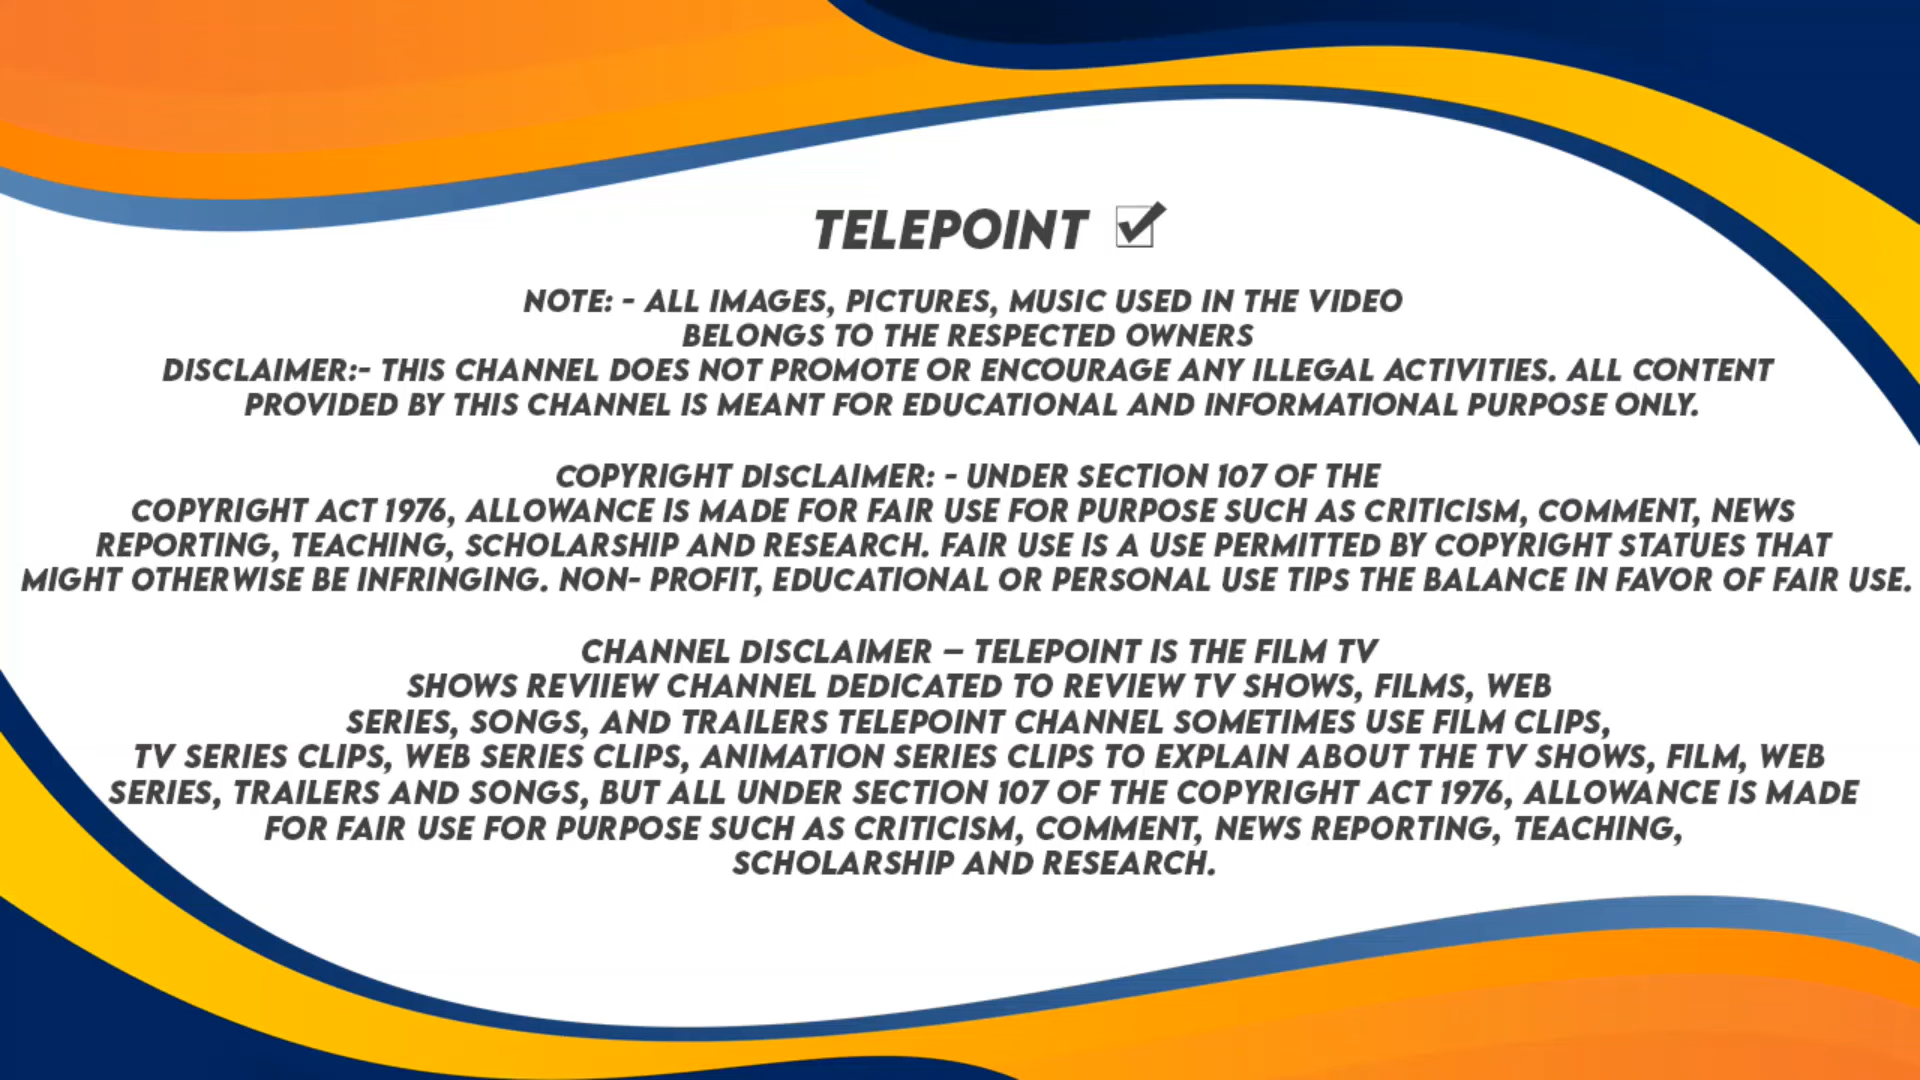 TELEPOINT
NOTE: - ALL IMAGES, PICTURES, MUSIC USED IN THE VIDEO
BELONGS TO THE RESPECTED OWNERS
DISCLAIMER:- THIS CHANNEL DOES NOT PROMOTE OR ENCOURAGE ANY ILLEGAL ACTIVITIES. ALL CONTENT
PROVIDED BY THIS CHANNEL IS MEANT FOR EDUCATIONAL AND INFORMATIONAL PURPOSE ONLY.
COPYRIGHT DISCLAIMER: - UNDER SECTION 107 OF THE
COPYRIGHT ACT 1976, ALLOWANCE IS MADE FOR FAIR USE FOR PURPOSE SUCH AS CRITICISM, COMMENT, NEWS
REPORTING, TEACHING, SCHOLARSHIP AND RESEARCH. FAIR USE IS A USE PERMITTED BY COPYRIGHT STATUES THAT
MIGHT OTHERWISE BE INFRINGING. NON- PROFIT, EDUCATIONAL OR PERSONAL USE TIPS THE BALANCE IN FAVOR OF FAIR USE.
CHANNEL DISCLAIMER – TELEPOINT IS THE FILM TV
SHOWS REVIIEW CHANNEL DEDICATED TO REVIEW TV SHOWS, FILMS, WEB
SERIES, SONGS, AND TRAILERS TELEPOINT CHANNEL SOMETIMES USE FILM CLIPS,
TV SERIES CLIPS, WEB SERIES CLIPS, ANIMATION SERIES CLIPS TO EXPLAIN ABOUT THE TV SHOWS, FILM, WEB
SERIES, TRAILERS AND SONGS, BUT ALL UNDER SECTION 107 OF THE COPYRIGHT ACT 1976, ALLOWANCE IS MADE
FOR FAIR USE FOR PURPOSE SUCH AS CRITICISM, COMMENT, NEWS REPORTING, TEACHING,
SCHOLARSHIP AND RESEARCH.